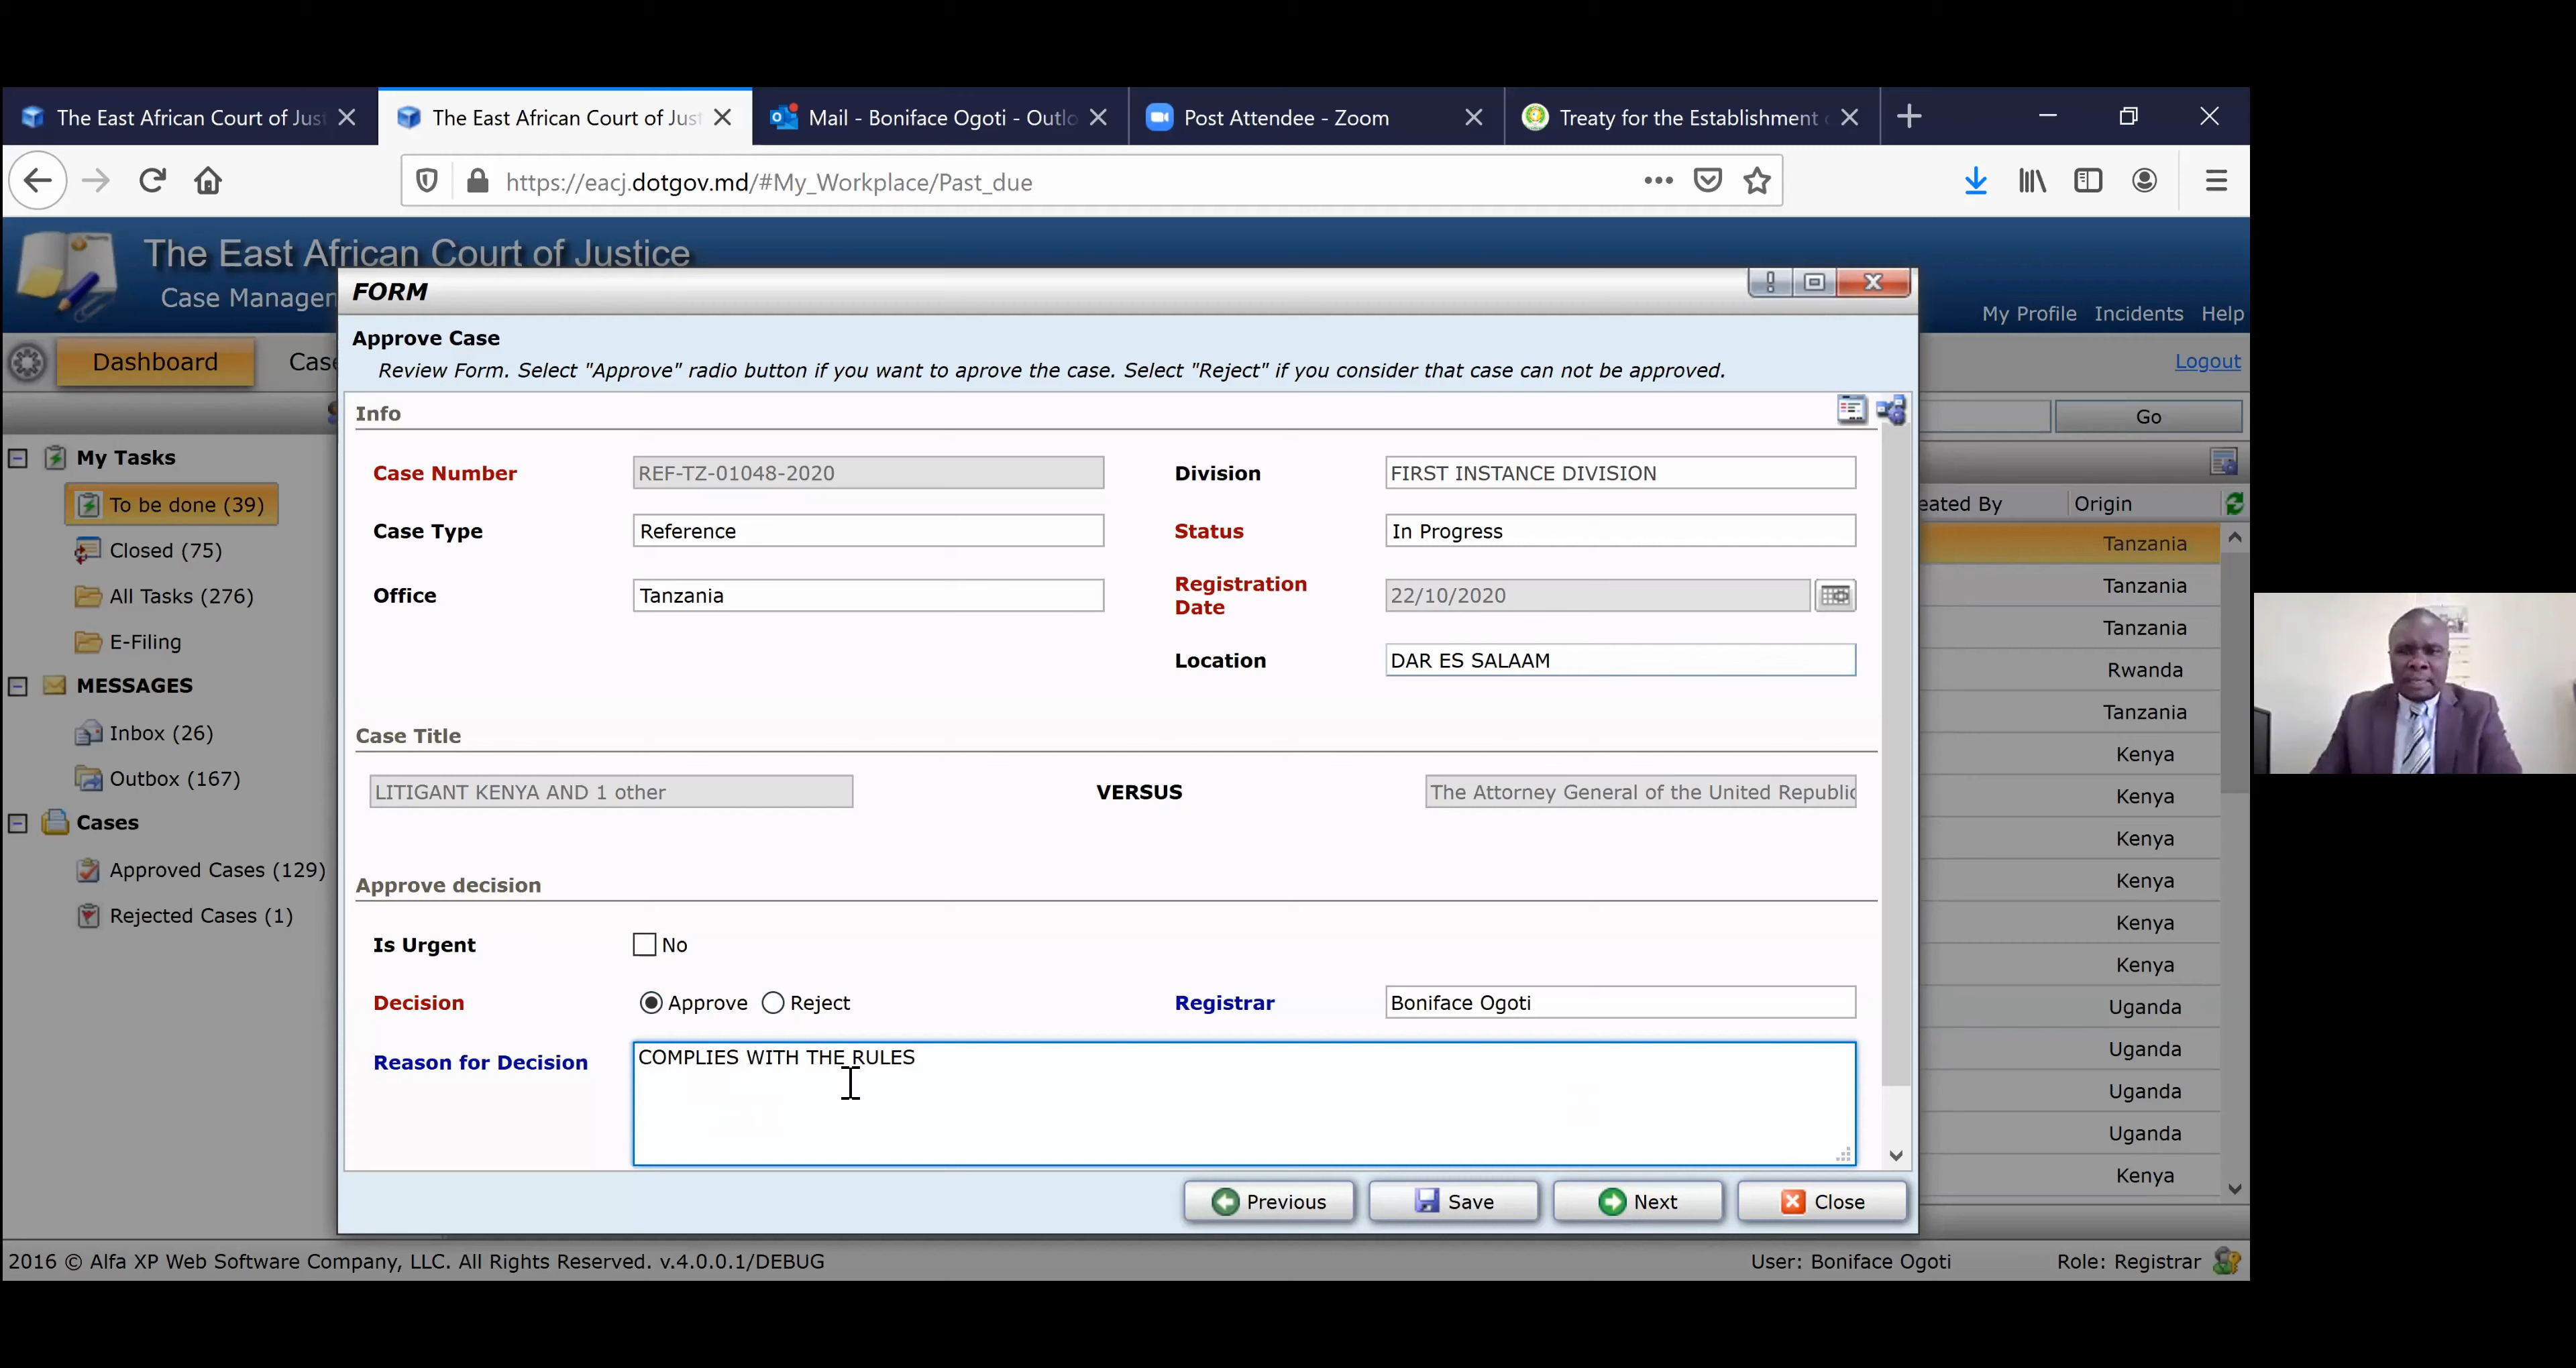 The East African Court of Jus
The East African Court of Just
Mail - Boniface Ogoti - Outlo
Post Attendee - Zoom
Treaty for the Establishment
https://eacj.dotgov.md/#My_Workplace/Past_due
The East African Court of Justice
Case Manager
My Profile Incidents Help
Dashboard
Case
Logout
Go
FORM
Approve Case
Review Form. Select "Approve" radio button if you want to aprove the case. Select "Reject" if you consider that case can not be approved.
Info
Case Number REF-TZ-01048-2020 Division FIRST INSTANCE DIVISION
Case Type Reference Status In Progress
Office Tanzania Registration Date 22/10/2020
Location DAR ES SALAAM
Case Title
LITIGANT KENYA AND 1 other VERSUS The Attorney General of the United Republic
Approve decision
Is Urgent No
Decision Approve Reject Registrar Boniface Ogoti
Reason for Decision COMPLIES WITH THE RULES
Previous Save Next Close
My Tasks
To be done (39)
Closed (75)
All Tasks (276)
E-Filing
MESSAGES
Inbox (26)
Outbox (167)
Cases
Approved Cases (129)
Rejected Cases (1)
eated By Origin
Tanzania
Tanzania
Tanzania
Rwanda
Tanzania
Kenya
Kenya
Kenya
Kenya
Kenya
Kenya
Uganda
Uganda
Uganda
Uganda
Kenya
2016 © Alfa XP Web Software Company, LLC. All Rights Reserved. v.4.0.0.1/DEBUG
User: Boniface Ogoti Role: Registrar